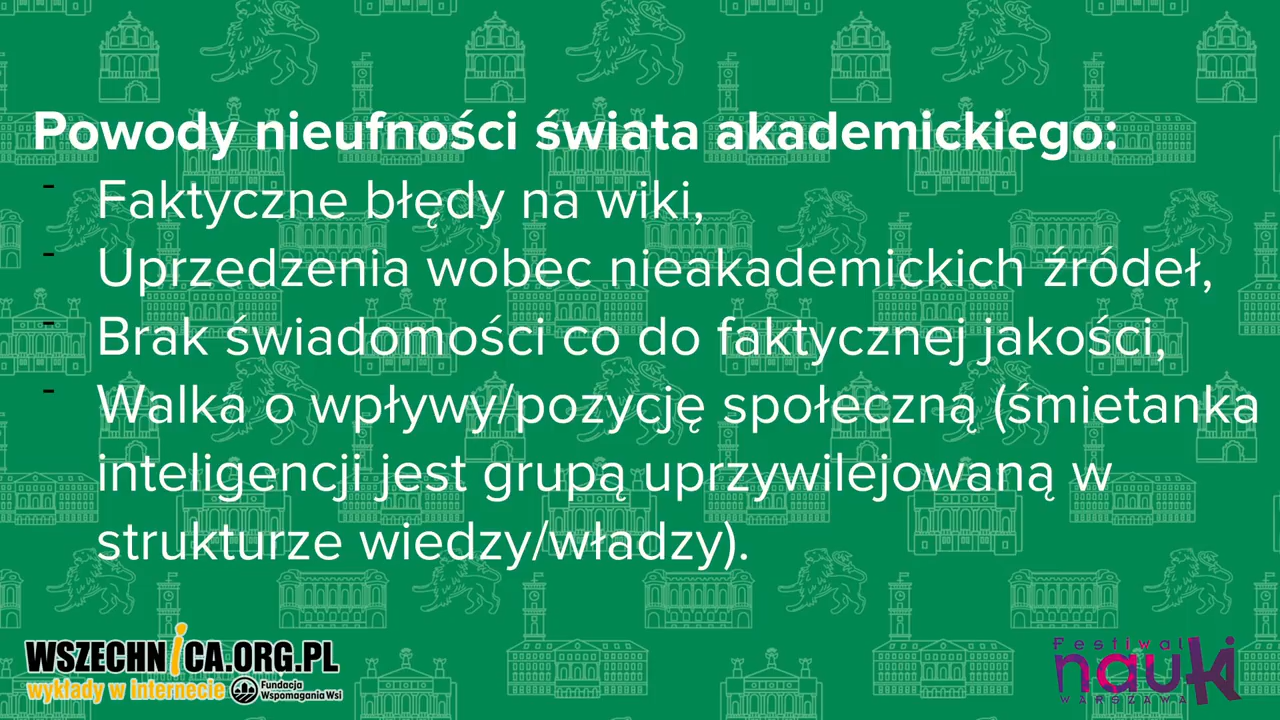 Powody nieufności świata akademickiego:
- Faktyczne błędy na wiki,
- Uprzedzenia wobec nieakademickich źródeł,
- Brak świadomości co do faktycznej jakości,
- Walka o wpływy/pozycję społeczną (śmietanka
inteligencji jest grupą uprzywilejowaną w
strukturze wiedzy/władzy).
WSZECHNiCA.ORG.PL
wykłady w Internecie Fundacja
Wspomagania Wsi
Festiwal
nauki
WARSZAWA